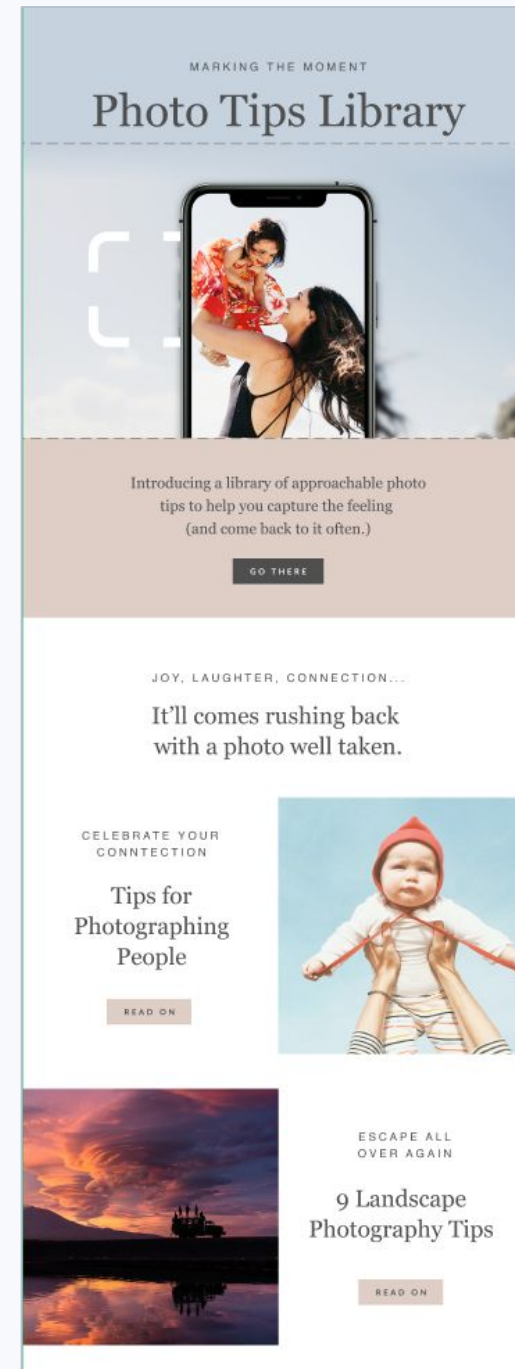 MARKING THE MOMENT
Photo Tips Library
Introducing a library of approachable photo
tips to help you capture the feeling
(and come back to it often.)
GO THERE
JOY, LAUGHTER, CONNECTION...
It'll comes rushing back
with a photo well taken.
CELEBRATE YOUR
CONNTECTION
Tips for
Photographing
People
READ ON
ESCAPE ALL
OVER AGAIN
9 Landscape
Photography Tips
READ ON